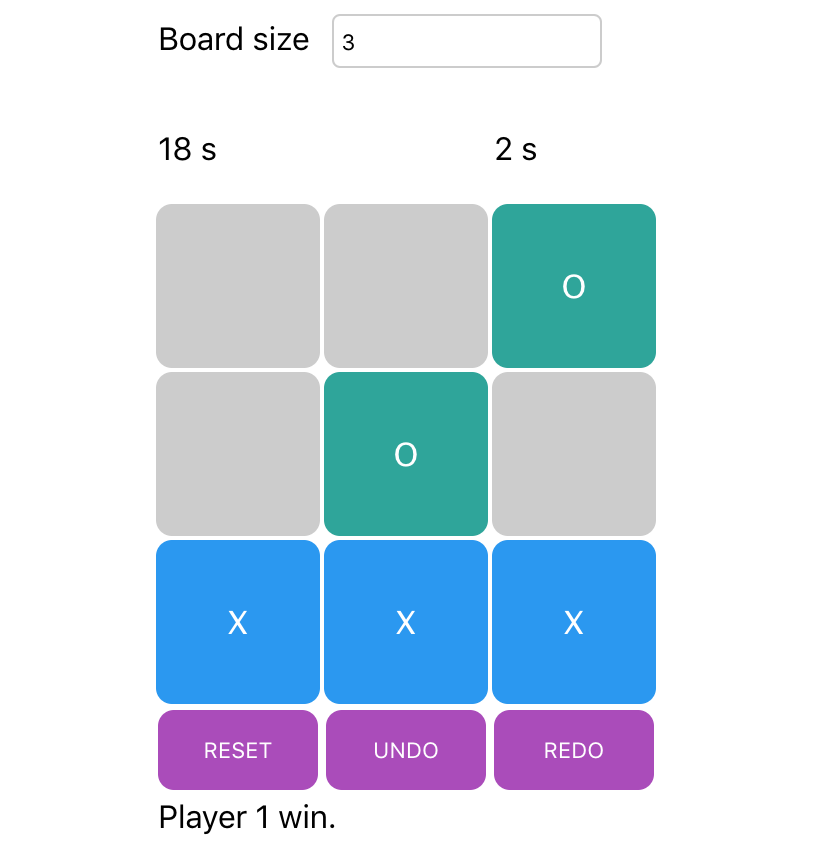 Board size 3
18 s 2 s
O
O
X X X
RESET UNDO REDO
Player 1 win.